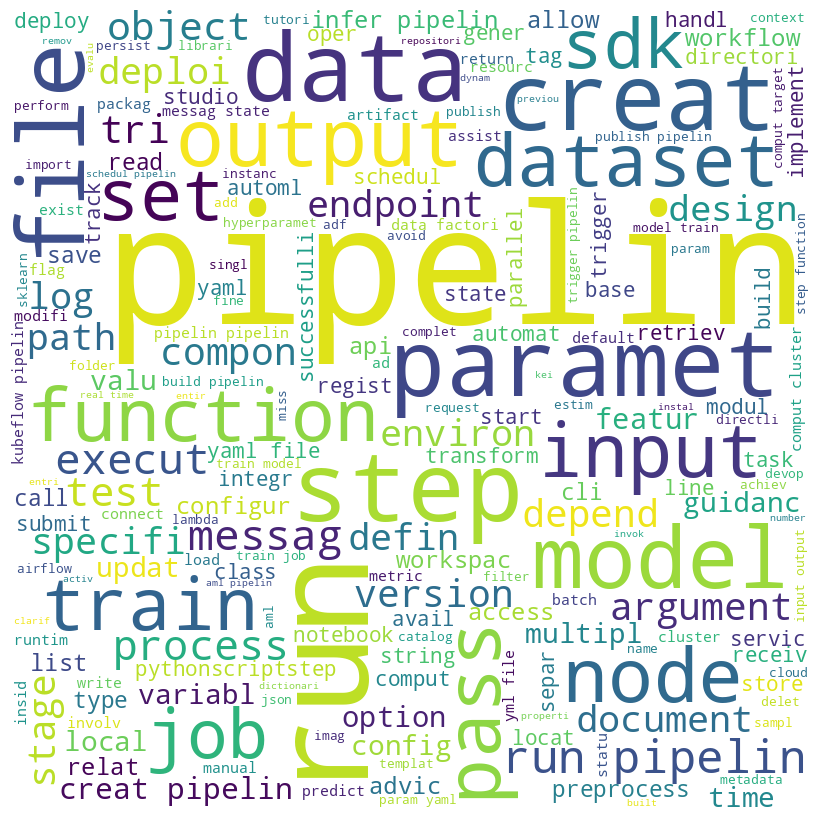 deploy
remov
tutori
infer pipelin
gener
allow
handl
context
object
persist
evalu
librari
oper
repositori
return
resourc
data
sdk
workflow
directori
tag
file
deploi
studio
dynam
creat
perform
packag
messag state
artifact
publish
previou
tri
output
assist
publish pipelin
comput target
implement
import
read
schedul pipelin
instanc
schedul
dataset
set
automl
endpoint
design
exist
track
add
hyperparamet
adf
data factori
model train
param
save
avoid
pipelin
singl
parallel
trigger
trigger pipelin
step function
sklearn
flag
yaml
fine
successfulli
state
base
build
log
modifi
path
pipelin pipelin
complet
automat
default
retriev
compon
api
folder
ad
paramet
kei
kubeflow pipelin
valu
build pipelin
regist
real time
entir
miss
request
start
estim
instal
modul
directli
comput cluster
function
environ
input
featur
execut
yaml file
step
transform
task
train model
integr
cli
line
devop
entri
achiev
call
test
configur
depend
guidanc
number
submit
connect
lambda
messag
defin
model
invok
specifi
train job
airflow
updat
load
class
workspac
activ
aml pipelin
metric
filter
train
aml
run
version
batch
name
argument
input output
clarif
avail
access
runtim
process
notebook
catalog
multipl
cluster
servic
list
pythonscriptstep
string
pass
yml file
separ
node
receiv
cloud
insid
write
dictionari
comput
type
variabl
json
store
delet
stage
involv
job
option
properti
document
sampl
local
imag
config
locat
statu
run pipelin
relat
manual
templat
metadata
creat pipelin
predict
advic
preprocess
time
param yaml
built